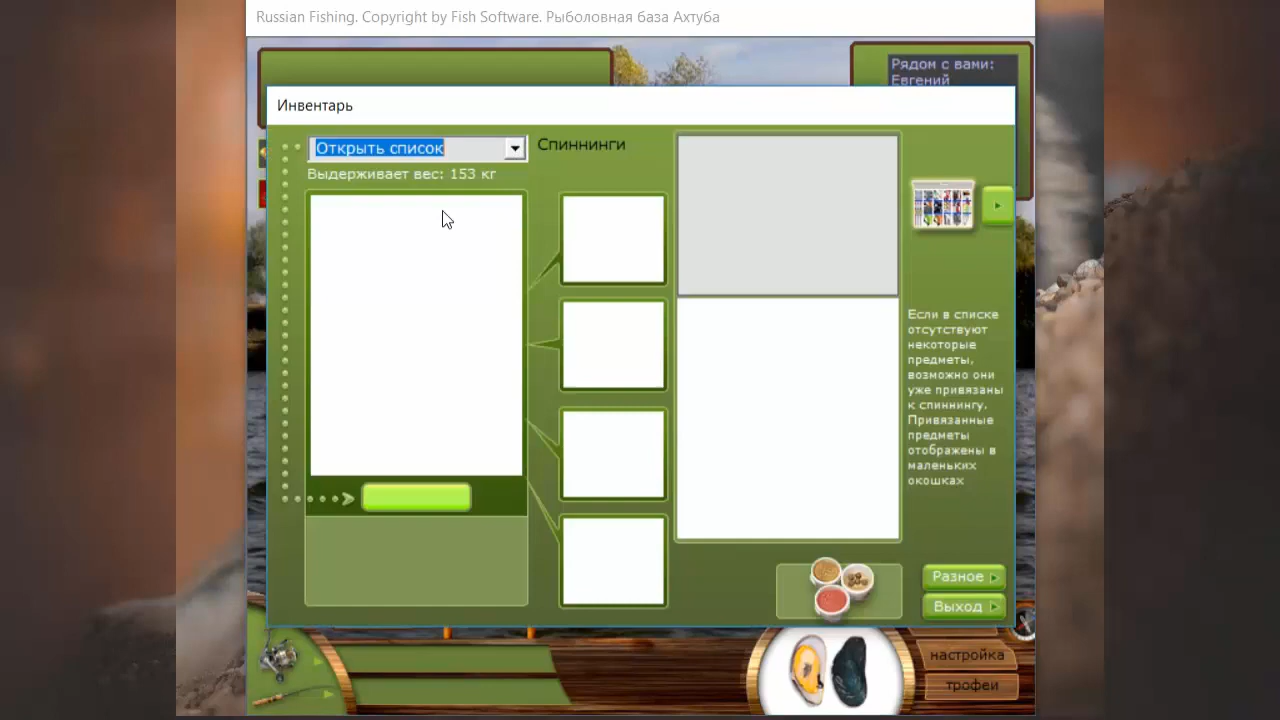 Russian Fishing. Copyright by Fish Software. Рыболовная база Ахтуба
Рядом с вами:
Евгений
Инвентарь
Открыть список
Спиннинги
Выдерживает вес: 153 кг
Если в списке
отсутствуют
некоторые
предметы,
возможно они
уже привязаны
к спиннингу.
Привязанные
предметы
отображены в
маленьких
окошках
Разное
Выход
настройка
трофеи